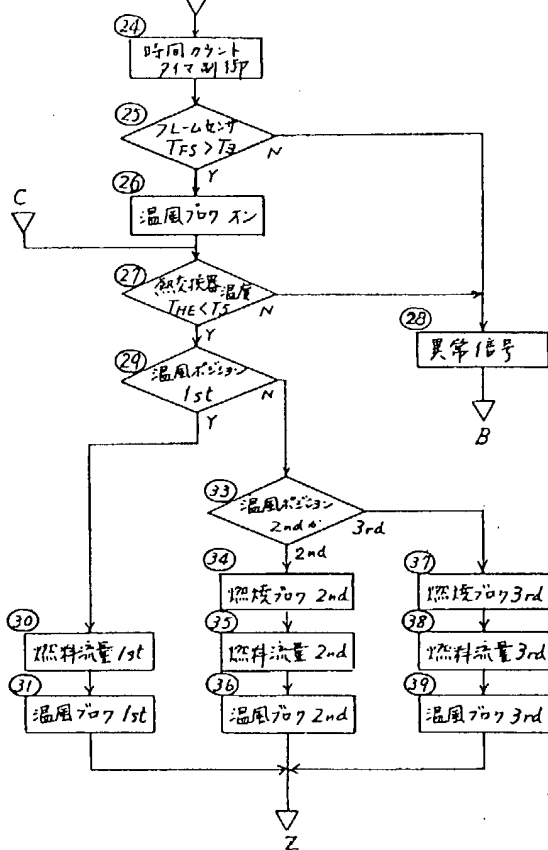 24
時間カウント
タイマ制御
25
フレームセンサ
TFS>T3
N
Y
26
C
温風ブロワ オン
27
熱交換器温度
THE<T5
N
Y
28
異常信号
B
29
温風ポジション
1st
N
Y
33
温風ポジション
2ndか
3rd
2nd
34
燃焼ブロワ 2nd
37
燃焼ブロワ 3rd
30
燃料流量 1st
35
燃料流量 2nd
38
燃料流量 3rd
31
温風ブロワ 1st
36
温風ブロワ 2nd
39
温風ブロワ 3rd
Z